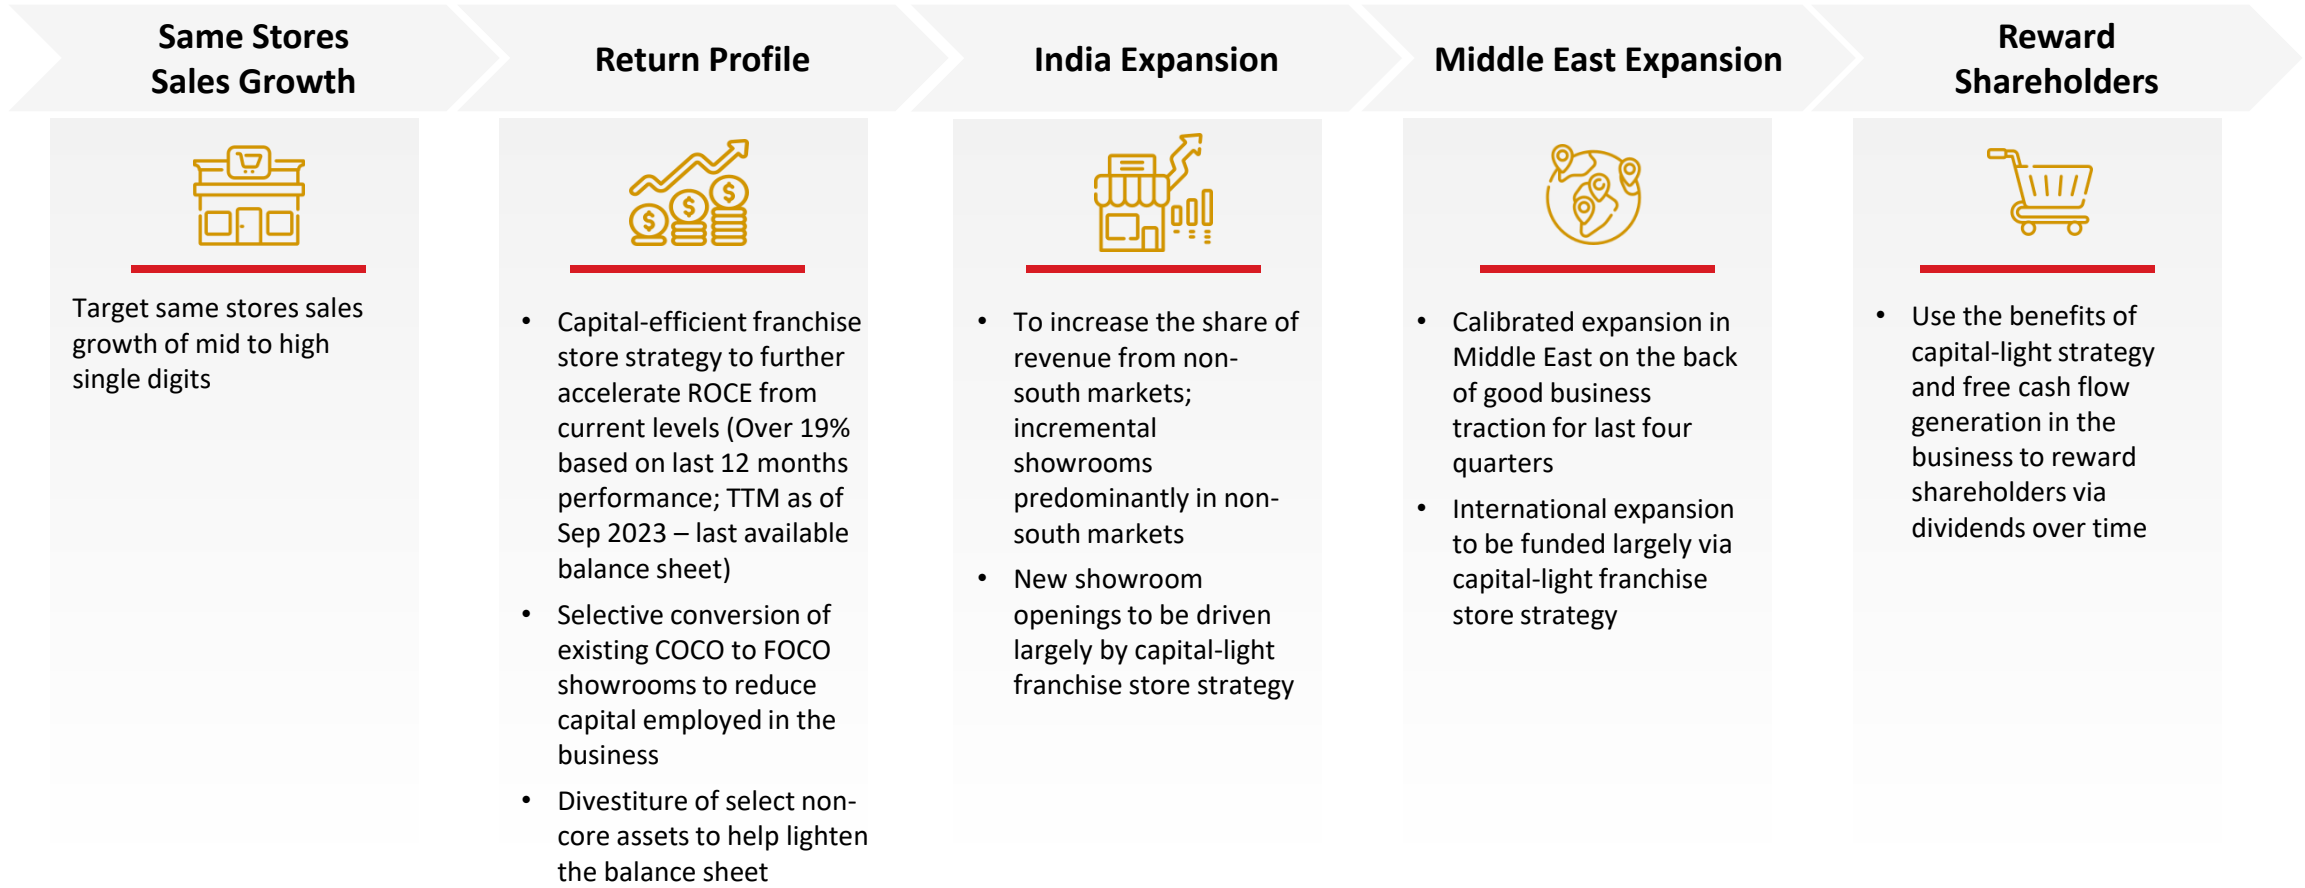 Same Stores
Sales Growth
Return Profile
India Expansion
Middle East Expansion
Reward
Shareholders
Target same stores sales
growth of mid to high
single digits
• Capital-efficient franchise
store strategy to further
accelerate ROCE from
current levels (Over 19%
based on last 12 months
performance; TTM as of
Sep 2023 – last available
balance sheet)
• Selective conversion of
existing COCO to FOCO
showrooms to reduce
capital employed in the
business
• Divestiture of select non-
core assets to help lighten
the balance sheet
• To increase the share of
revenue from non-
south markets;
incremental
showrooms
predominantly in non-
south markets
• New showroom
openings to be driven
largely by capital-light
franchise store strategy
• Calibrated expansion in
Middle East on the back
of good business
traction for last four
quarters
• International expansion
to be funded largely via
capital-light franchise
store strategy
• Use the benefits of
capital-light strategy
and free cash flow
generation in the
business to reward
shareholders via
dividends over time